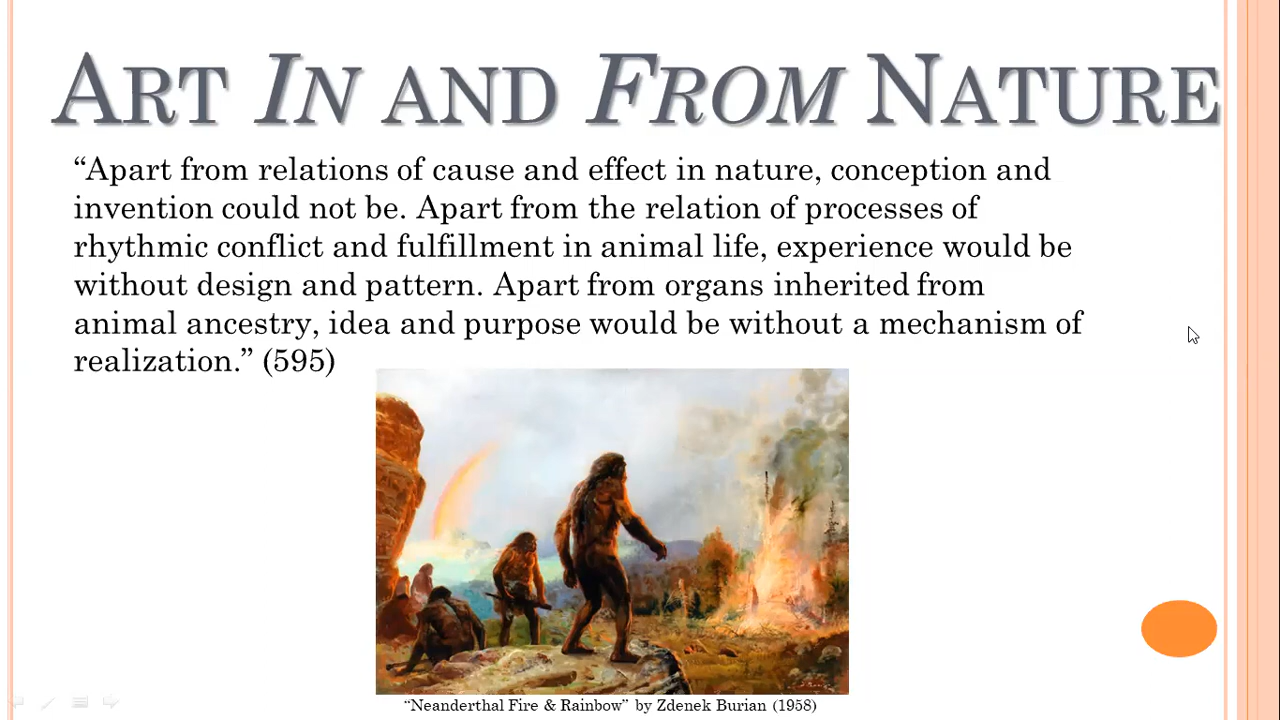 ART IN AND FROM NATURE
“Apart from relations of cause and effect in nature, conception and
invention could not be. Apart from the relation of processes of
rhythmic conflict and fulfillment in animal life, experience would be
without design and pattern. Apart from organs inherited from
animal ancestry, idea and purpose would be without a mechanism of
realization.” (595)
“Neanderthal Fire & Rainbow” by Zdenek Burian (1958)